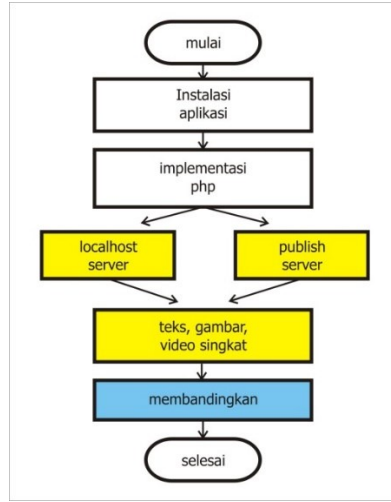 mulai
Instalasi
aplikasi
implementasi
php
localhost
server
publish
server
teks, gambar,
video singkat
membandingkan
selesai